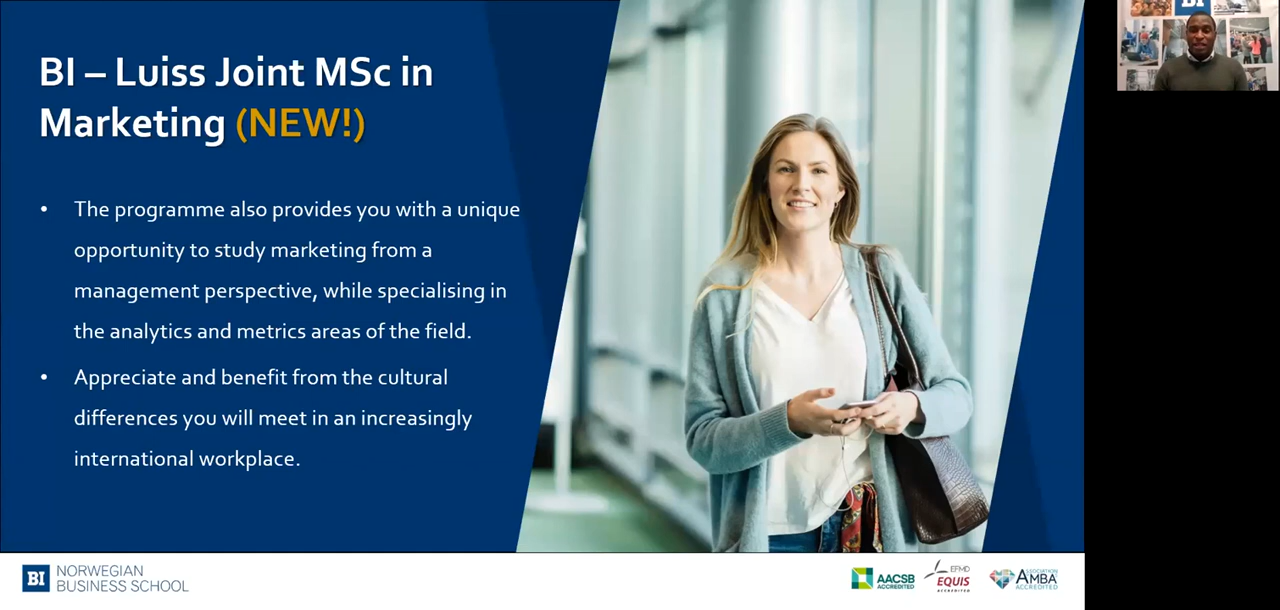 BI – Luiss Joint MSc in
Marketing (NEW!)
• The programme also provides you with a unique
opportunity to study marketing from a
management perspective, while specialising in
the analytics and metrics areas of the field.
• Appreciate and benefit from the cultural
differences you will meet in an increasingly
international workplace.
BI
BI NORWEGIAN
BUSINESS SCHOOL
AACSB
ACCREDITED
EFMD
EQUIS
ACCREDITED
ASSOCIATION
AMBA
ACCREDITED